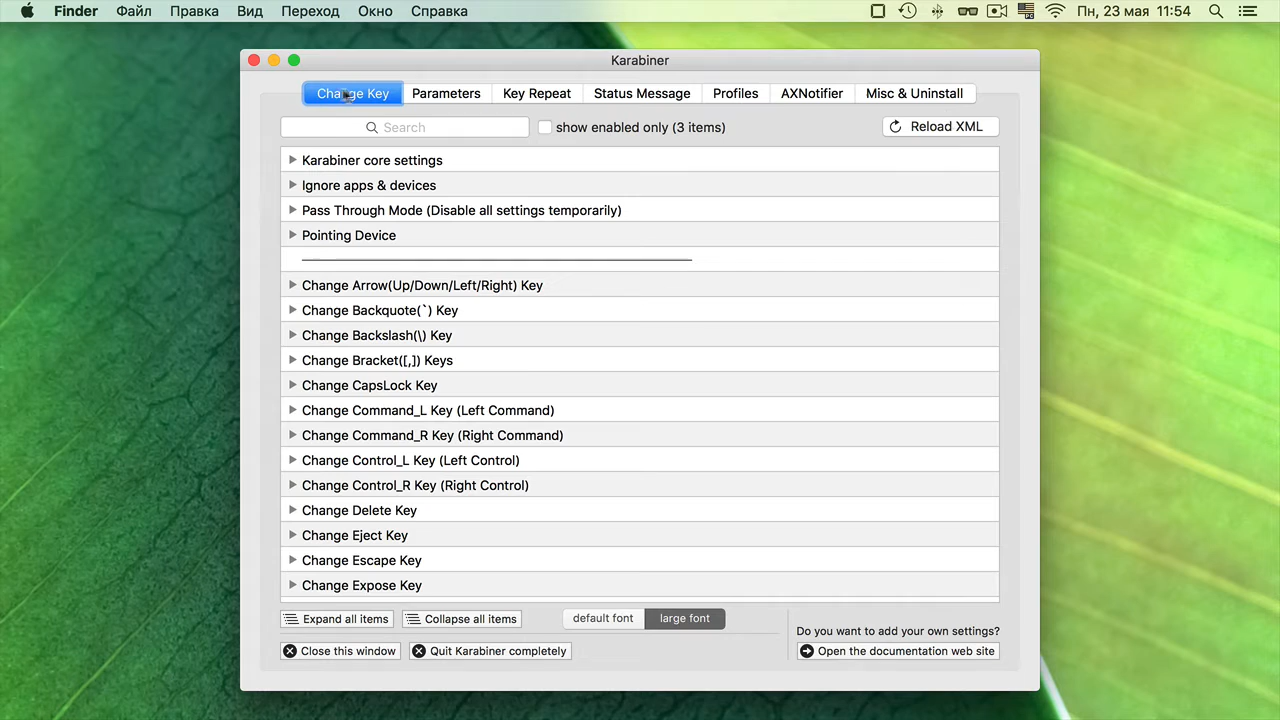 Finder Файл Правка Вид Переход Окно Справка Пн, 23 мая 11:54
Karabiner
Change Key Parameters Key Repeat Status Message Profiles AXNotifier Misc & Uninstall
Search show enabled only (3 items) Reload XML
Karabiner core settings
Ignore apps & devices
Pass Through Mode (Disable all settings temporarily)
Pointing Device
Change Arrow(Up/Down/Left/Right) Key
Change Backquote(`) Key
Change Backslash(\) Key
Change Bracket([,]) Keys
Change CapsLock Key
Change Command_L Key (Left Command)
Change Command_R Key (Right Command)
Change Control_L Key (Left Control)
Change Control_R Key (Right Control)
Change Delete Key
Change Eject Key
Change Escape Key
Change Expose Key
Expand all items Collapse all items default font large font
Do you want to add your own settings?
Close this window Quit Karabiner completely Open the documentation web site